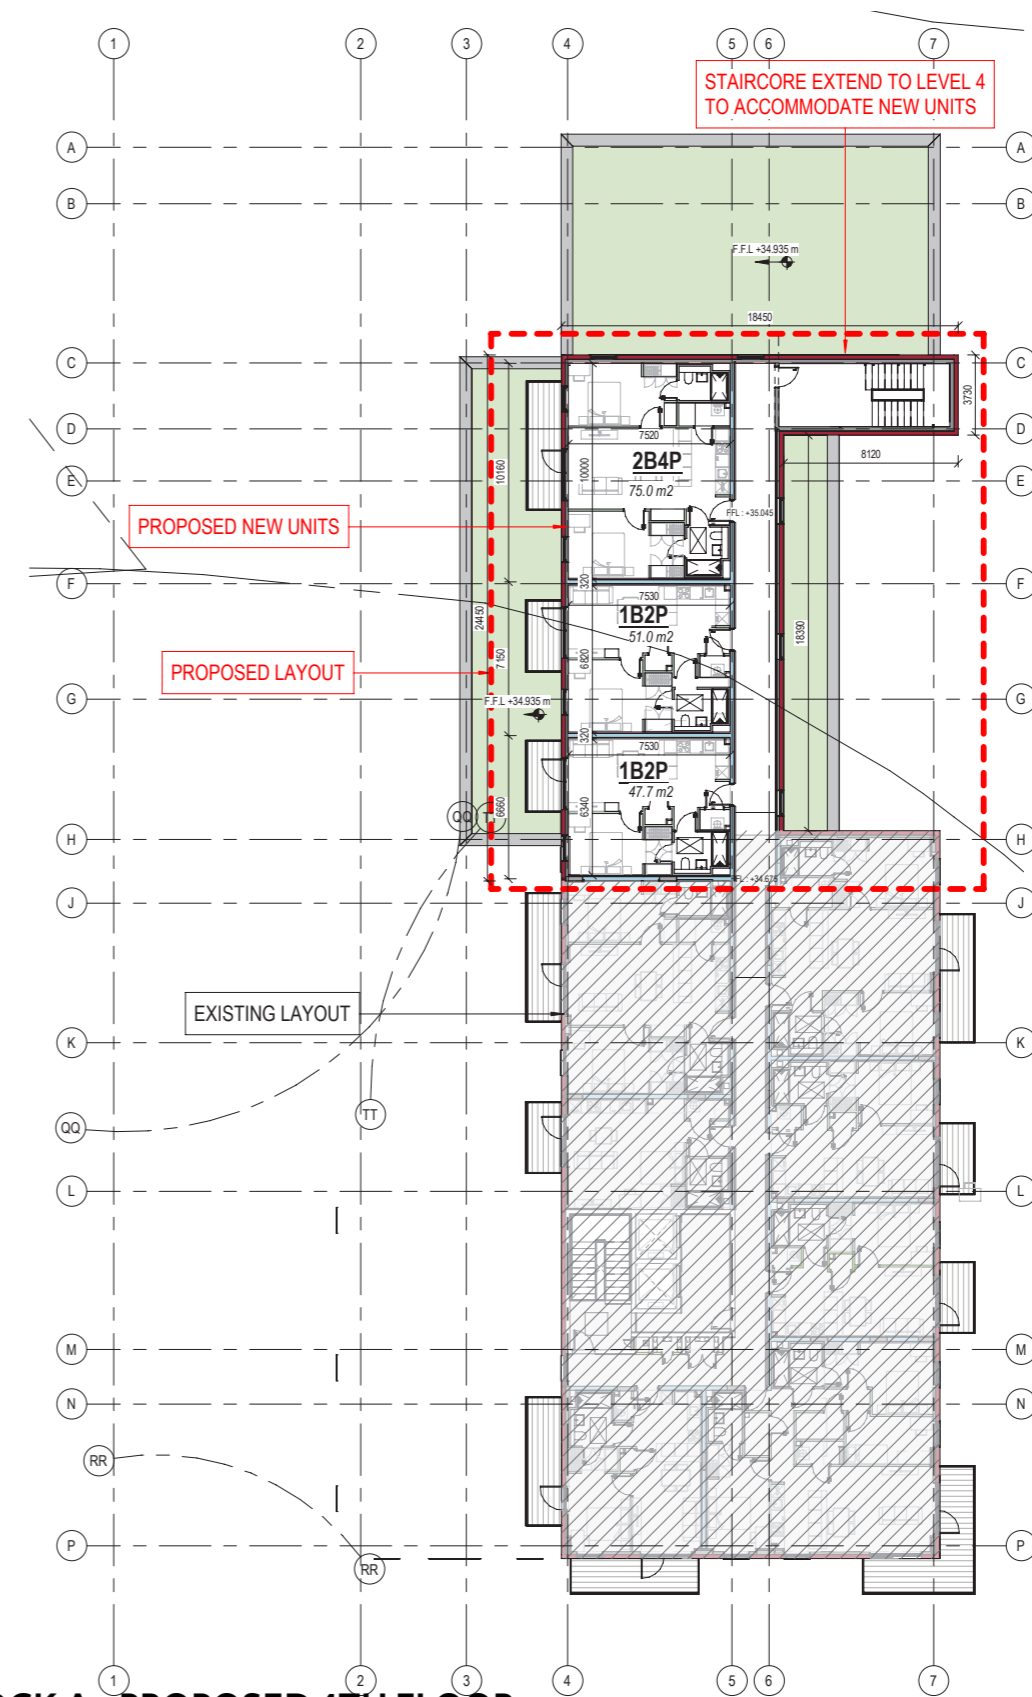 1 2 3 4 5 6 7
STAIRCORE EXTEND TO LEVEL 4
TO ACCOMMODATE NEW UNITS
A A
B B
F.F.L +34.935 m
18450
C C
3730
D D
7520
8120
2B4P
75.0 m2
10160
10000
E E
FFL : +35.045
PROPOSED NEW UNITS
F F
320
7530
1B2P
51.0 m2
24450
7150
6820
18390
PROPOSED LAYOUT
G G
F.F.L +34.935 m
320
7530
1B2P
47.7 m2
6660
6340
QQ
H H
FL : +34.675
J J
EXISTING LAYOUT
K K
TT
QQ
L L
M M
N N
RR
P P
RR
1 2 3 4 5 6 7